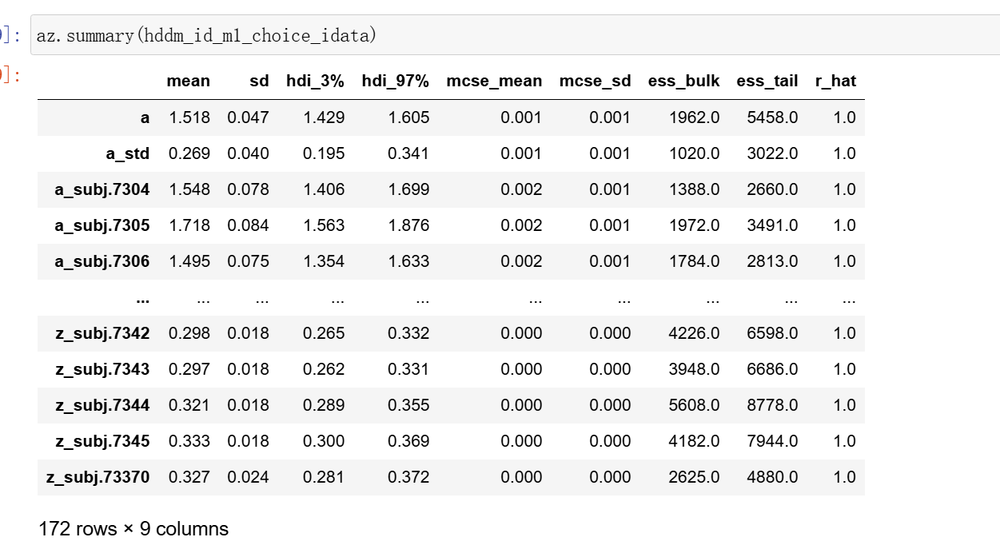 ]: az.summary(hddm_id_m1_choice_idata)
]:
mean sd hdi_3% hdi_97% mcse_mean mcse_sd ess_bulk ess_tail r_hat
a 1.518 0.047 1.429 1.605 0.001 0.001 1962.0 5458.0 1.0
a_std 0.269 0.040 0.195 0.341 0.001 0.001 1020.0 3022.0 1.0
a_subj.7304 1.548 0.078 1.406 1.699 0.002 0.001 1388.0 2660.0 1.0
a_subj.7305 1.718 0.084 1.563 1.876 0.002 0.001 1972.0 3491.0 1.0
a_subj.7306 1.495 0.075 1.354 1.633 0.002 0.001 1784.0 2813.0 1.0
... ... ... ... ... ... ... ... ... ...
z_subj.7342 0.298 0.018 0.265 0.332 0.000 0.000 4226.0 6598.0 1.0
z_subj.7343 0.297 0.018 0.262 0.331 0.000 0.000 3948.0 6686.0 1.0
z_subj.7344 0.321 0.018 0.289 0.355 0.000 0.000 5608.0 8778.0 1.0
z_subj.7345 0.333 0.018 0.300 0.369 0.000 0.000 4182.0 7944.0 1.0
z_subj.73370 0.327 0.024 0.281 0.372 0.000 0.000 2625.0 4880.0 1.0
172 rows × 9 columns